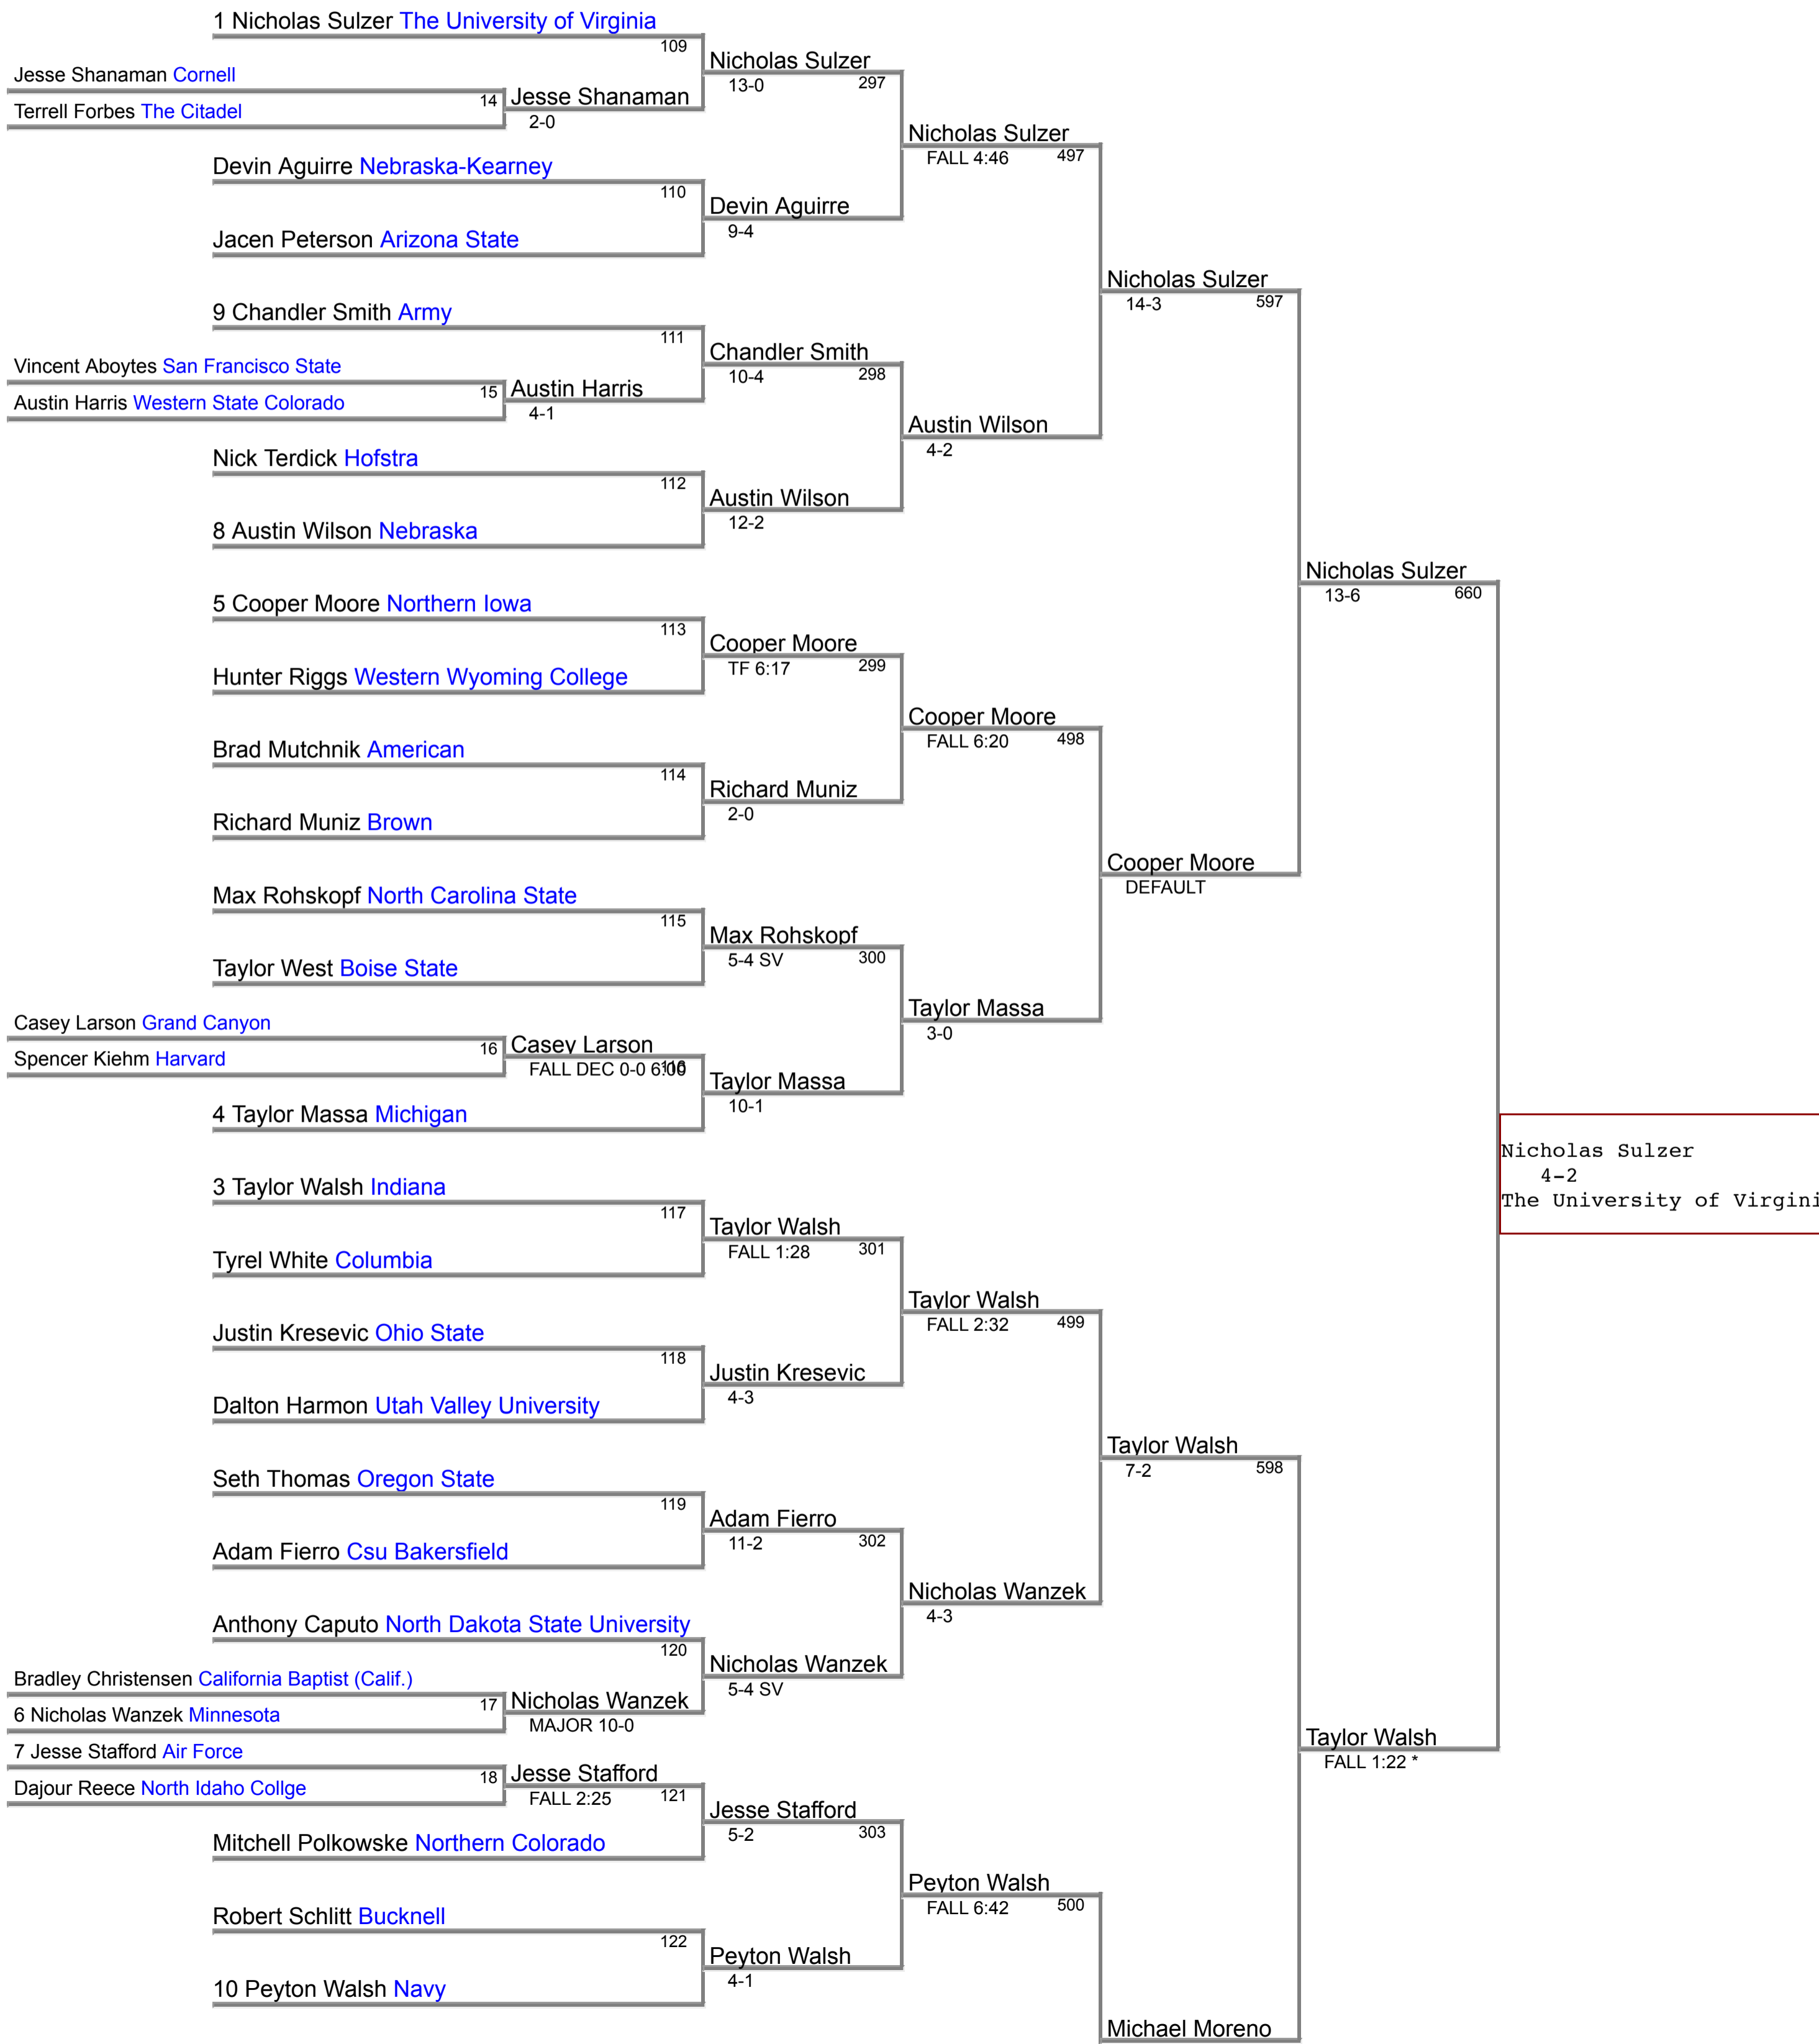 1 Nicholas Sulzer The University of Virginia
109
Nicholas Sulzer
13-0 297
Jesse Shanaman Cornell
14 Jesse Shanaman
2-0
Terrell Forbes The Citadel
Nicholas Sulzer
FALL 4:46 497
Devin Aguirre Nebraska-Kearney
110
Devin Aguirre
9-4
Jacen Peterson Arizona State
Nicholas Sulzer
14-3 597
9 Chandler Smith Army
111
Chandler Smith
10-4 298
Vincent Aboytes San Francisco State
15 Austin Harris
4-1
Austin Harris Western State Colorado
Austin Wilson
4-2
Nick Terdick Hofstra
112
Austin Wilson
12-2
8 Austin Wilson Nebraska
Nicholas Sulzer
13-6 660
5 Cooper Moore Northern Iowa
113
Cooper Moore
TF 6:17 299
Hunter Riggs Western Wyoming College
Cooper Moore
FALL 6:20 498
Brad Mutchnik American
114
Richard Muniz
2-0
Richard Muniz Brown
Cooper Moore
DEFAULT
Max Rohskopf North Carolina State
115
Max Rohskopf
5-4 SV 300
Taylor West Boise State
Taylor Massa
3-0
Casey Larson Grand Canyon
16 Casey Larson
FALL DEC 0-0 6:00
Spencer Kiehm Harvard
Taylor Massa
10-1
4 Taylor Massa Michigan
Nicholas Sulzer
4-2
The University of Virgini
3 Taylor Walsh Indiana
117
Taylor Walsh
FALL 1:28 301
Tyrel White Columbia
Taylor Walsh
FALL 2:32 499
Justin Kresevic Ohio State
118
Justin Kresevic
4-3
Dalton Harmon Utah Valley University
Taylor Walsh
7-2 598
Seth Thomas Oregon State
119
Adam Fierro
11-2 302
Adam Fierro Csu Bakersfield
Nicholas Wanzek
4-3
Anthony Caputo North Dakota State University
120
Nicholas Wanzek
5-4 SV
Bradley Christensen California Baptist (Calif.)
17 Nicholas Wanzek
MAJOR 10-0
6 Nicholas Wanzek Minnesota
Taylor Walsh
FALL 1:22 *
7 Jesse Stafford Air Force
18 Jesse Stafford
FALL 2:25 121
Dajour Reece North Idaho Collge
Jesse Stafford
5-2 303
Mitchell Polkowske Northern Colorado
Peyton Walsh
FALL 6:42 500
Robert Schlitt Bucknell
122
Peyton Walsh
4-1
10 Peyton Walsh Navy
Michael Moreno